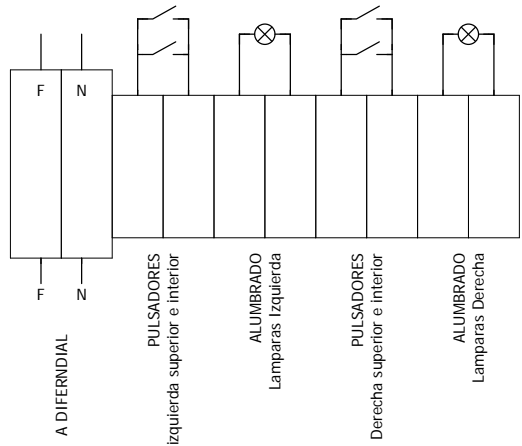 F N
F N
A DIFERNDIAL
PULSADORES
izquierda superior e interior
ALUMBRADO
Lamparas Izquierda
PULSADORES
Derecha superior e interior
ALUMBRADO
Lamparas Derecha